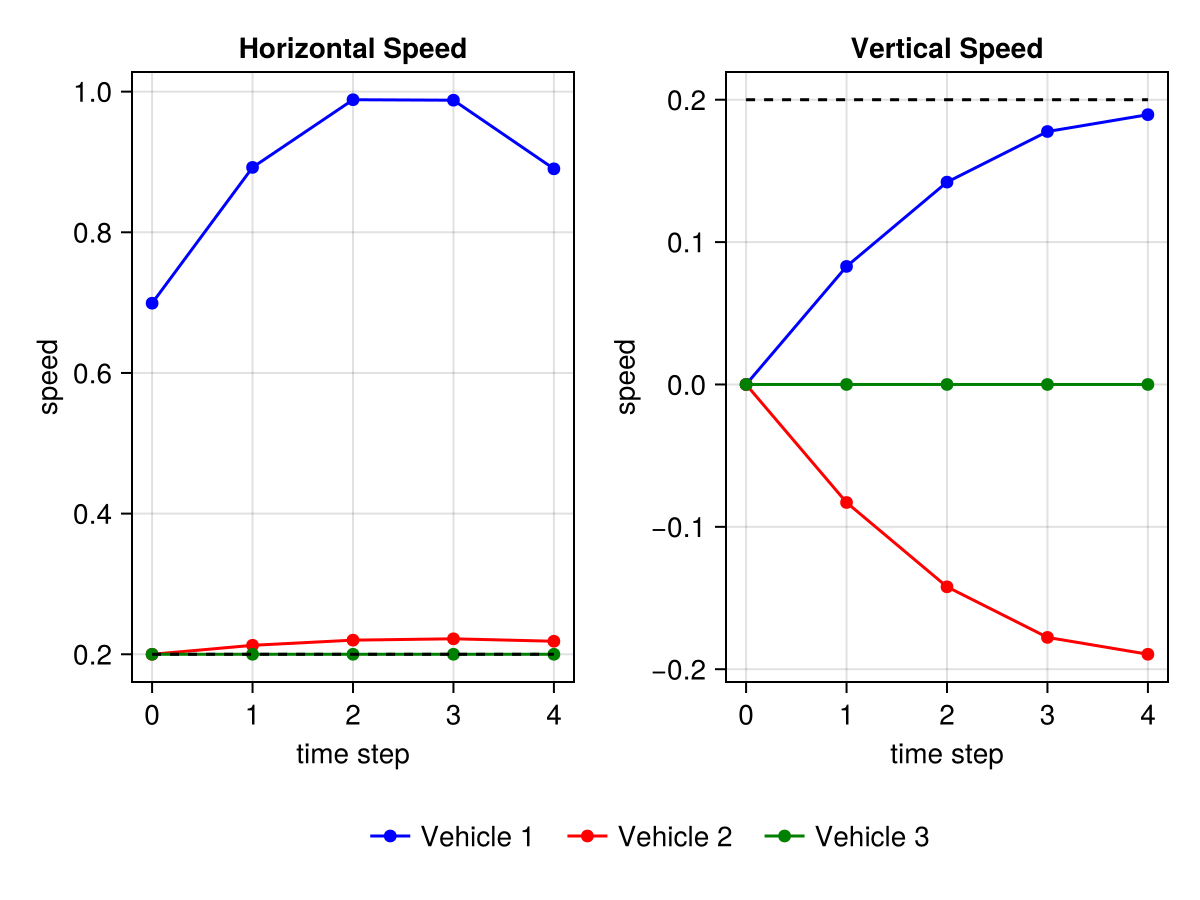 Horizontal Speed
speed
1.0
0.8
0.6
0.4
0.2
0 1 2 3 4
time step
Vertical Speed
speed
0.2
0.1
0.0
−0.1
−0.2
0 1 2 3 4
time step
Vehicle 1 Vehicle 2 Vehicle 3